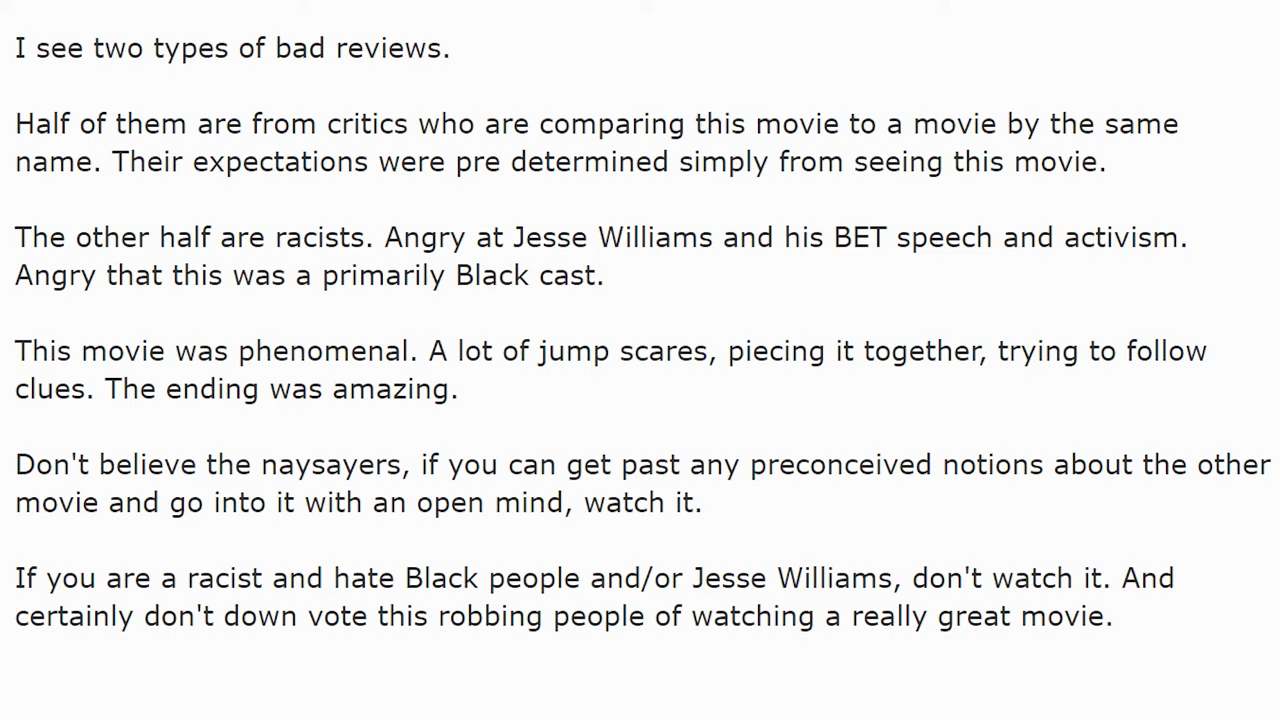 I see two types of bad reviews.
Half of them are from critics who are comparing this movie to a movie by the same
name. Their expectations were pre determined simply from seeing this movie.
The other half are racists. Angry at Jesse Williams and his BET speech and activism.
Angry that this was a primarily Black cast.
This movie was phenomenal. A lot of jump scares, piecing it together, trying to follow
clues. The ending was amazing.
Don't believe the naysayers, if you can get past any preconceived notions about the other
movie and go into it with an open mind, watch it.
If you are a racist and hate Black people and/or Jesse Williams, don't watch it. And
certainly don't down vote this robbing people of watching a really great movie.